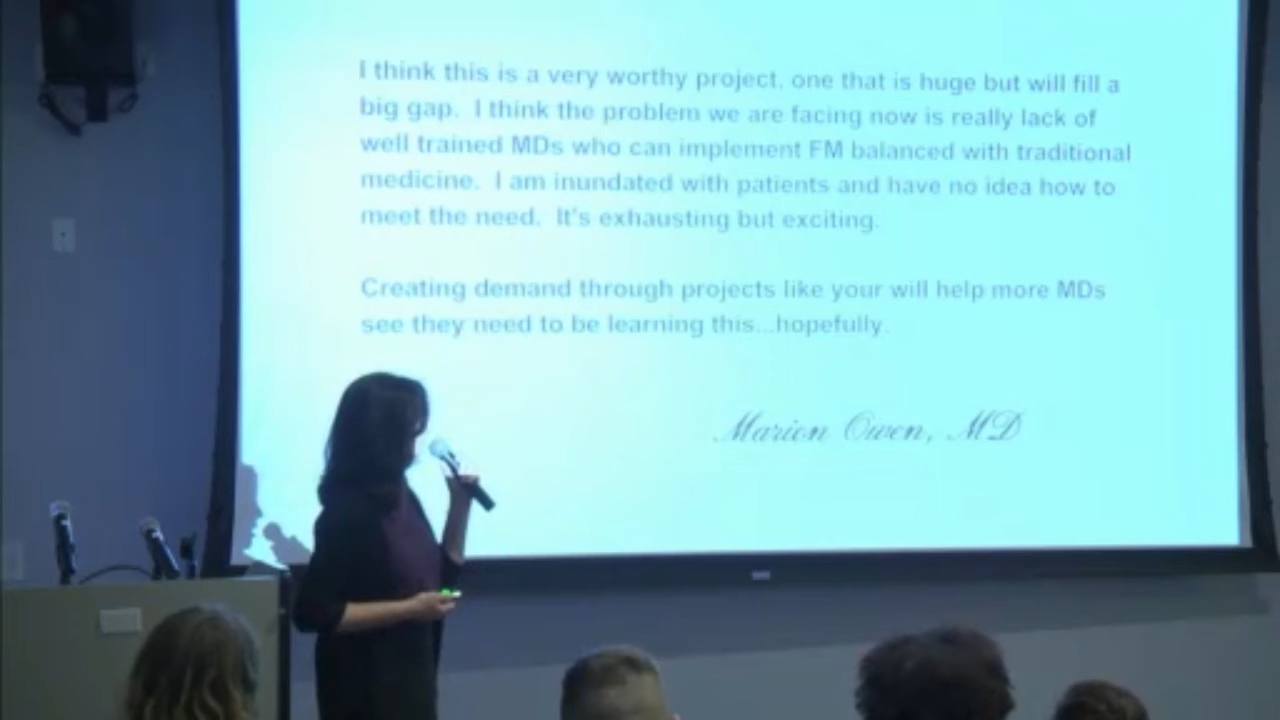 I think this is a very worthy project, one that is huge but will fill a
big gap. I think the problem we are facing now is really lack of
well trained MDs who can implement FM balanced with traditional
medicine. I am inundated with patients and have no idea how to
meet the need. It's exhausting but exciting.
Creating demand through projects like your will help more MDs
see they need to be learning this...hopefully.
Marion Owen, MD